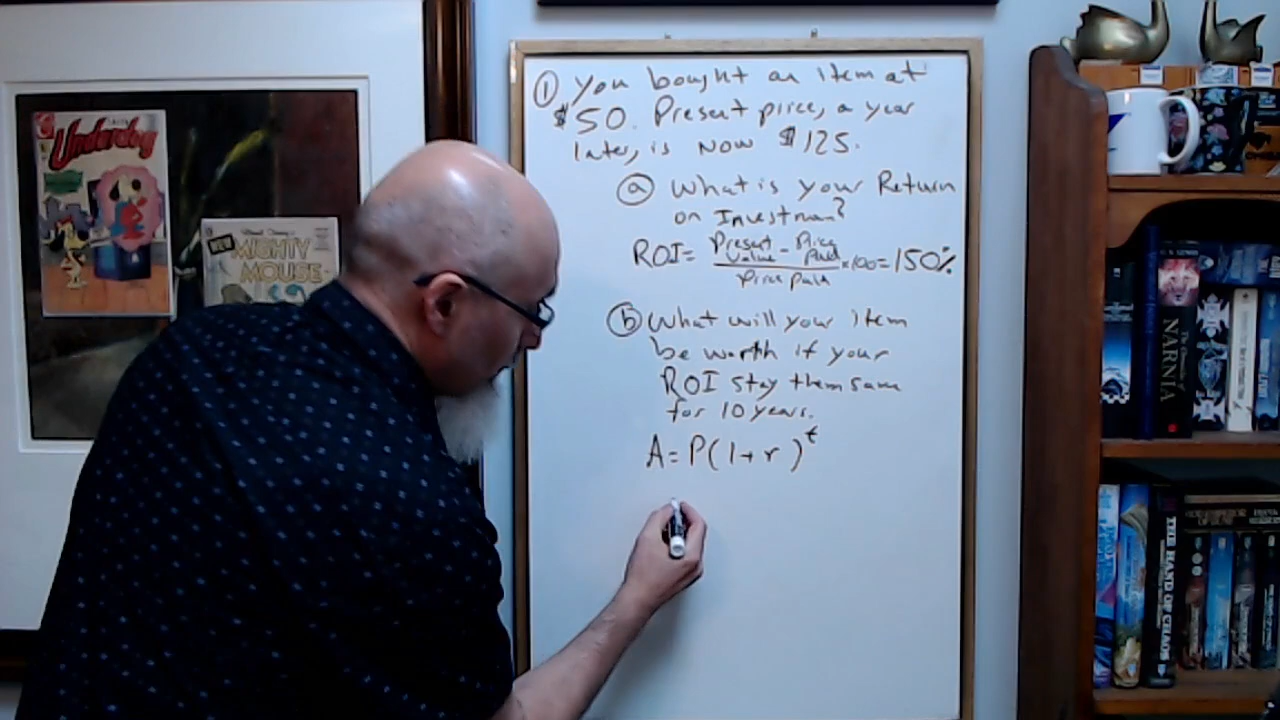 Underdog
NEW
MIGHTY
MOUSE
① You bought an item at
$50. Present price, a year
later, is now $125.
ⓐ What is your Return
on Investman?
ROI = Present Value - Price Paid / Price Paid × 100 = 150%
ⓑ What will your item
be worth if your
ROI stay them same
for 10 years.
A = P(1+r)^t
NARNIA
THE HAND OF CHAOS